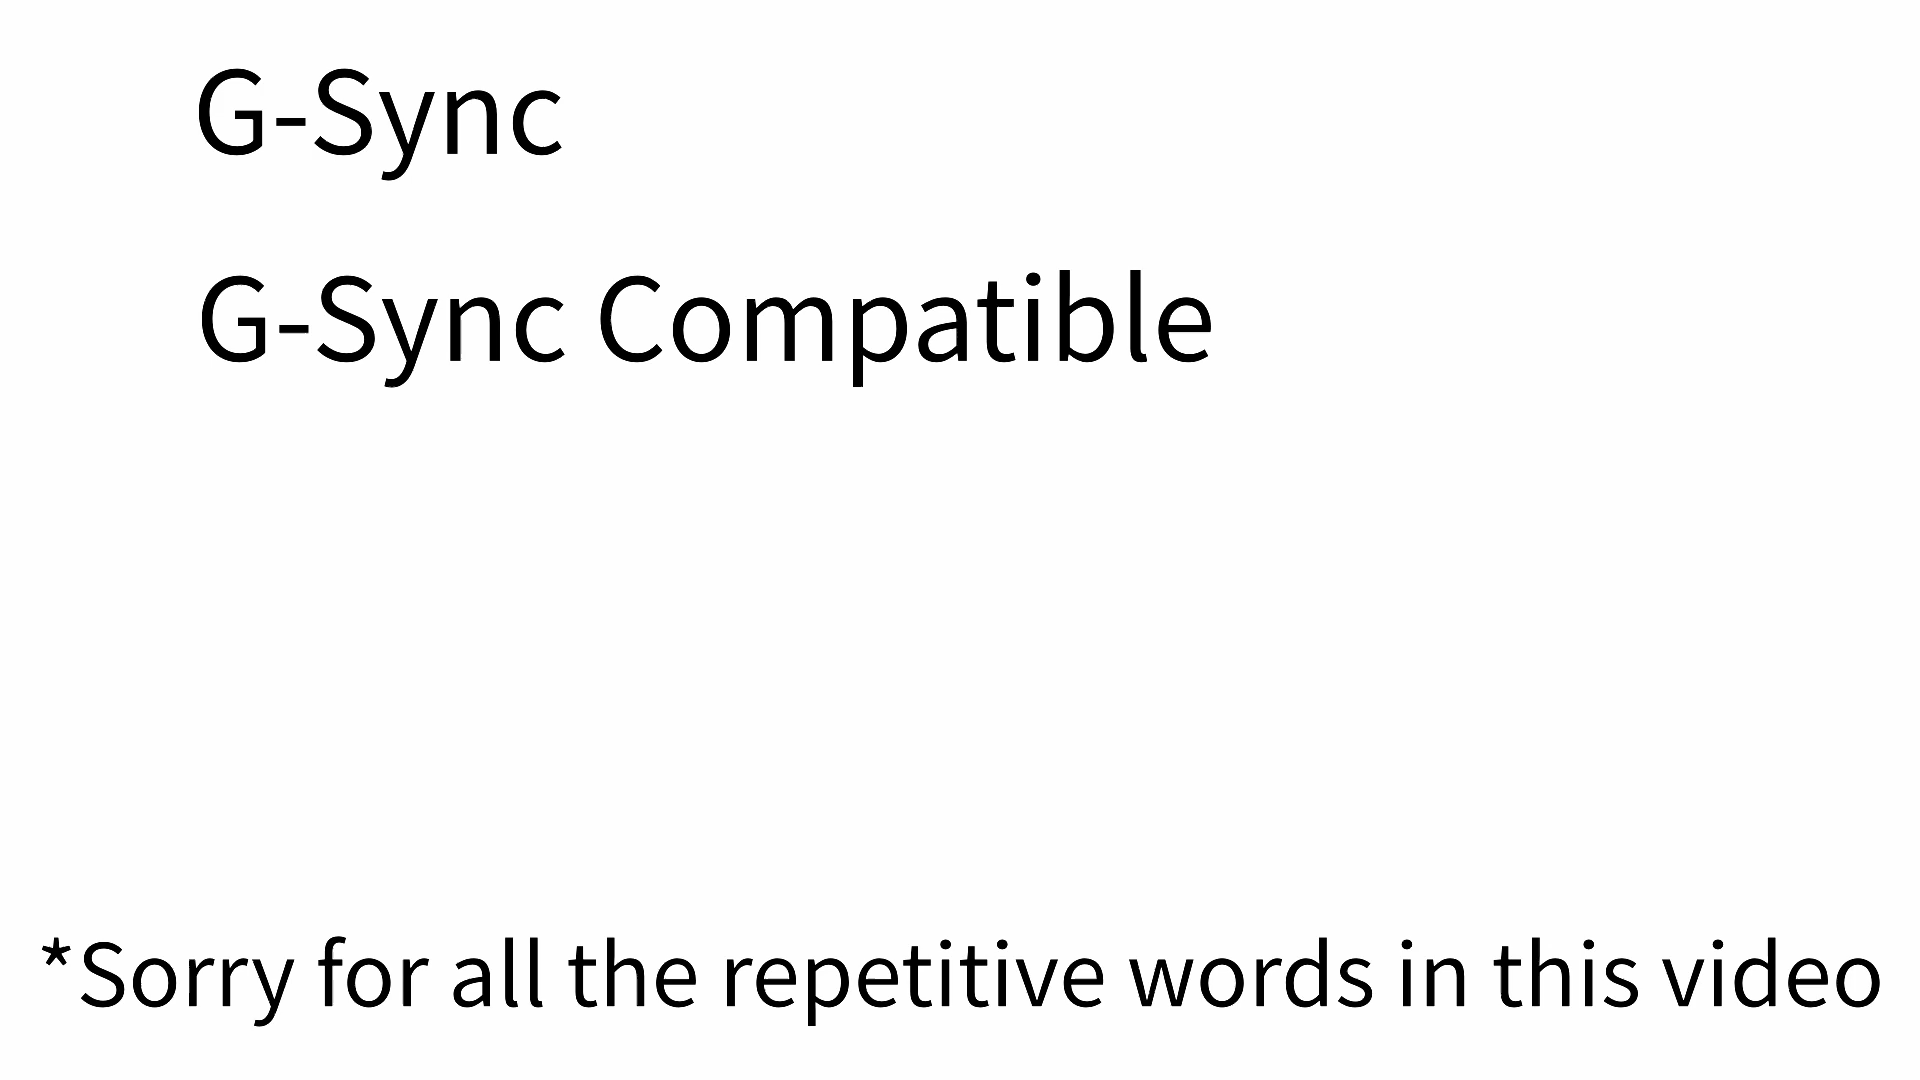 G-Sync
G-Sync Compatible
*Sorry for all the repetitive words in this video